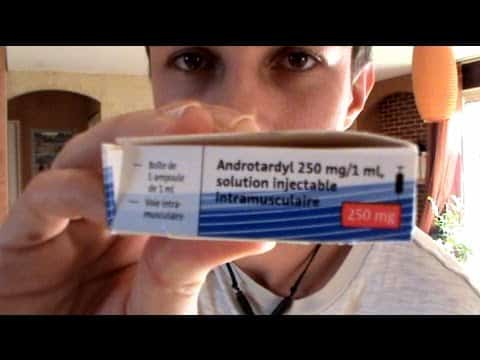 Boîte de
1 ampoule
de 1 ml
Voie intra-
musculaire
Androtardyl 250 mg/1 ml,
solution injectable
intramusculaire
250 mg